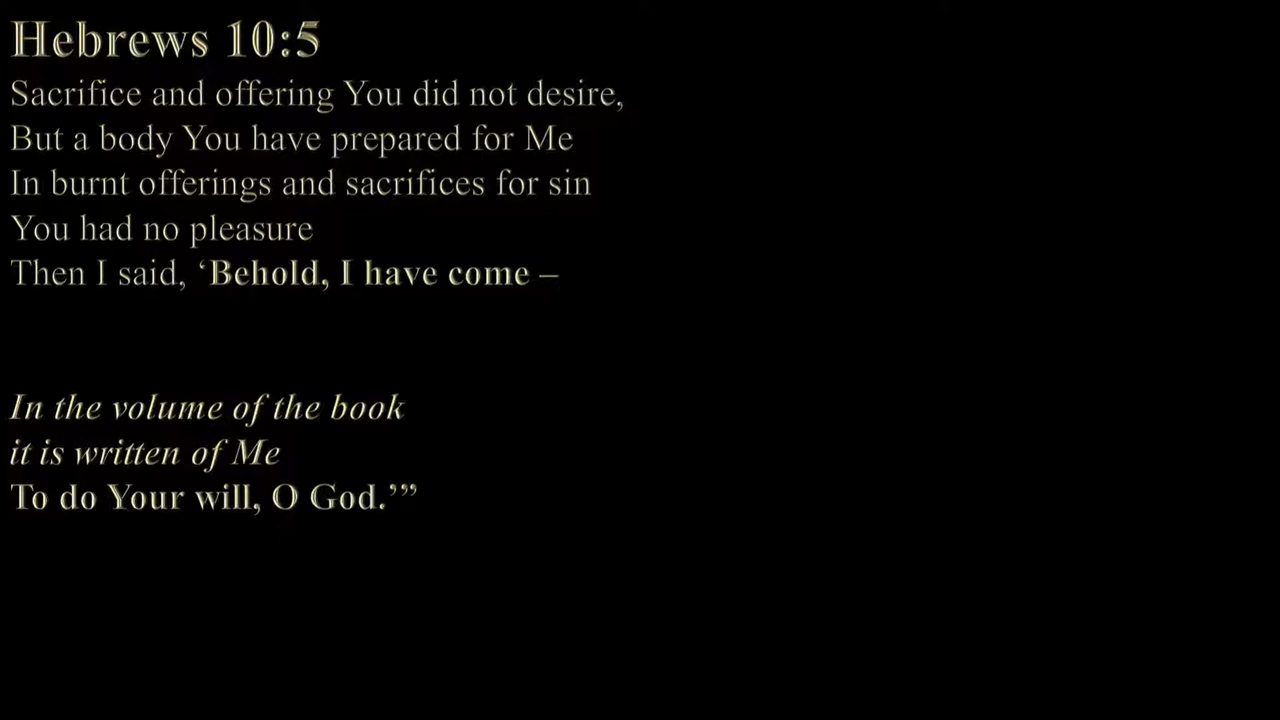 Hebrews 10:5
Sacrifice and offering You did not desire,
But a body You have prepared for Me
In burnt offerings and sacrifices for sin
You had no pleasure
Then I said, ‘Behold, I have come –
In the volume of the book
it is written of Me
To do Your will, O God.’”